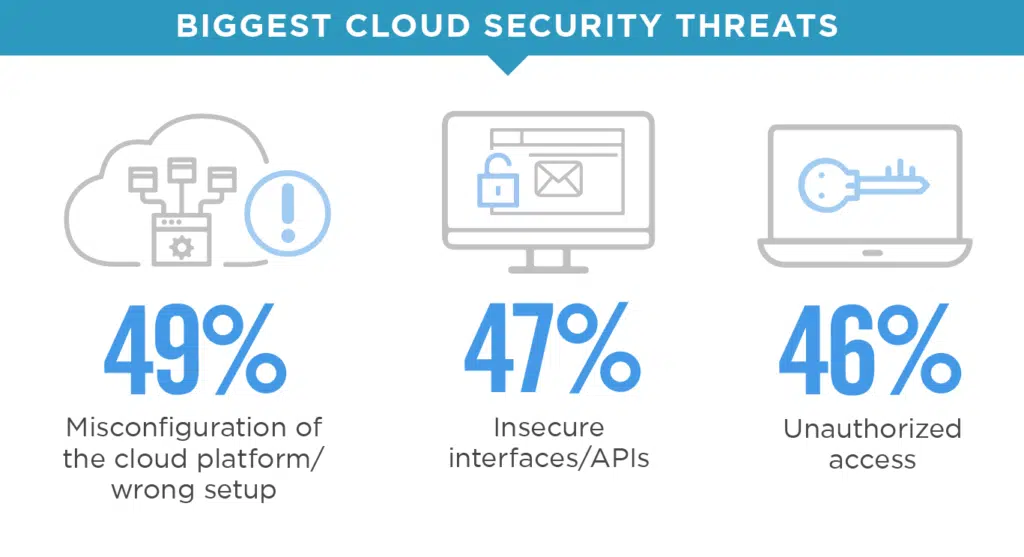 BIGGEST CLOUD SECURITY THREATS
49%
Misconfiguration of
the cloud platform/
wrong setup
47%
Insecure
interfaces/APIs
46%
Unauthorized
access